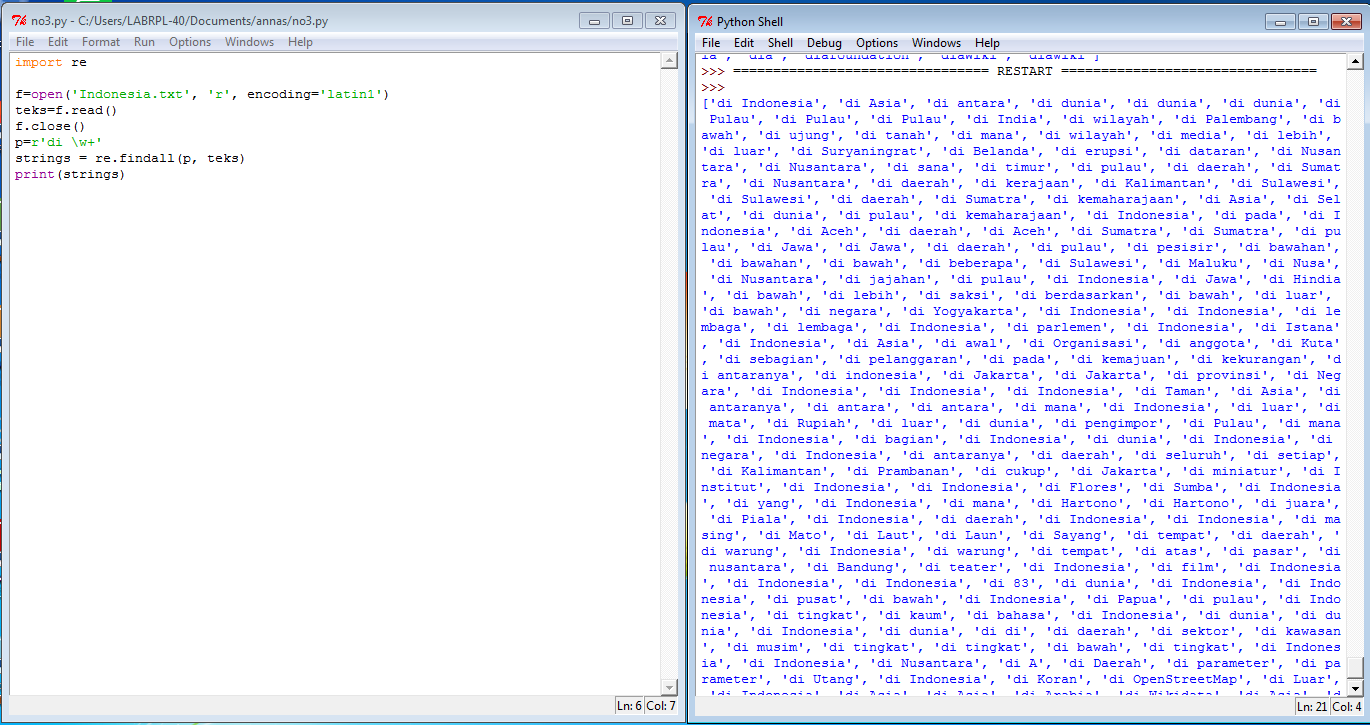 no3.py - C:/Users/LABRPL-40/Documents/annas/no3.py
File Edit Format Run Options Windows Help
import re
f=open('Indonesia.txt', 'r', encoding='latin1')
teks=f.read()
f.close()
p=r'di \w+'
strings = re.findall(p, teks)
print(strings)
Ln: 6 Col: 7
Python Shell
File Edit Shell Debug Options Windows Help
ia', 'dia', 'diafoundation', 'diawiki', 'diawiki']
>>> ================================ RESTART ================================
>>>
['di Indonesia', 'di Asia', 'di antara', 'di dunia', 'di dunia', 'di dunia', 'di
 Pulau', 'di Pulau', 'di Pulau', 'di India', 'di wilayah', 'di Palembang', 'di b
awah', 'di ujung', 'di tanah', 'di mana', 'di wilayah', 'di media', 'di lebih',
'di luar', 'di Suryaningrat', 'di Belanda', 'di erupsi', 'di dataran', 'di Nusan
tara', 'di Nusantara', 'di sana', 'di timur', 'di pulau', 'di daerah', 'di Sumat
ra', 'di Nusantara', 'di daerah', 'di kerajaan', 'di Kalimantan', 'di Sulawesi',
 'di Sulawesi', 'di daerah', 'di Sumatra', 'di kemaharajaan', 'di Asia', 'di Sel
at', 'di dunia', 'di pulau', 'di kemaharajaan', 'di Indonesia', 'di pada', 'di I
ndonesia', 'di Aceh', 'di daerah', 'di Aceh', 'di Sumatra', 'di Sumatra', 'di pu
lau', 'di Jawa', 'di Jawa', 'di daerah', 'di pulau', 'di pesisir', 'di bawahan',
 'di bawahan', 'di bawah', 'di beberapa', 'di Sulawesi', 'di Maluku', 'di Nusa',
 'di Nusantara', 'di jajahan', 'di pulau', 'di Indonesia', 'di Jawa', 'di Hindia
', 'di bawah', 'di lebih', 'di saksi', 'di berdasarkan', 'di bawah', 'di luar',
'di bawah', 'di negara', 'di Yogyakarta', 'di Indonesia', 'di Indonesia', 'di le
mbaga', 'di lembaga', 'di Indonesia', 'di parlemen', 'di Indonesia', 'di Istana'
, 'di Indonesia', 'di Asia', 'di awal', 'di Organisasi', 'di anggota', 'di Kuta'
, 'di sebagian', 'di pelanggaran', 'di pada', 'di kemajuan', 'di kekurangan', 'd
i antaranya', 'di indonesia', 'di Jakarta', 'di Jakarta', 'di provinsi', 'di Neg
ara', 'di Indonesia', 'di Indonesia', 'di Indonesia', 'di Taman', 'di Asia', 'di
 antaranya', 'di antara', 'di antara', 'di mana', 'di Indonesia', 'di luar', 'di
 mata', 'di Rupiah', 'di luar', 'di dunia', 'di pengimpor', 'di Pulau', 'di mana
', 'di Indonesia', 'di bagian', 'di Indonesia', 'di dunia', 'di Indonesia', 'di
negara', 'di Indonesia', 'di antaranya', 'di daerah', 'di seluruh', 'di setiap',
 'di Kalimantan', 'di Prambanan', 'di cukup', 'di Jakarta', 'di miniatur', 'di I
nstitut', 'di Indonesia', 'di Indonesia', 'di Flores', 'di Sumba', 'di Indonesia
', 'di yang', 'di Indonesia', 'di mana', 'di Hartono', 'di Hartono', 'di juara',
 'di Piala', 'di Indonesia', 'di daerah', 'di Indonesia', 'di Indonesia', 'di ma
sing', 'di Mato', 'di Laut', 'di Laun', 'di Sayang', 'di tempat', 'di daerah', '
di warung', 'di Indonesia', 'di warung', 'di tempat', 'di atas', 'di pasar', 'di
 nusantara', 'di Bandung', 'di teater', 'di Indonesia', 'di film', 'di Indonesia
', 'di Indonesia', 'di Indonesia', 'di 83', 'di dunia', 'di Indonesia', 'di Indo
nesia', 'di pusat', 'di bawah', 'di Indonesia', 'di Papua', 'di pulau', 'di Indo
nesia', 'di tingkat', 'di kaum', 'di bahasa', 'di Indonesia', 'di dunia', 'di du
nia', 'di Indonesia', 'di dunia', 'di di', 'di daerah', 'di sektor', 'di kawasan
', 'di musim', 'di tingkat', 'di tingkat', 'di bawah', 'di tingkat', 'di Indones
ia', 'di Indonesia', 'di Nusantara', 'di A', 'di Daerah', 'di parameter', 'di pa
rameter', 'di Utang', 'di Indonesia', 'di Koran', 'di OpenStreetMap', 'di Luar',
 'di Indonesia', 'di Asia', 'di Asia', 'di Arabia', 'di Wikidata', 'di Asia', 'd
Ln: 21 Col: 4